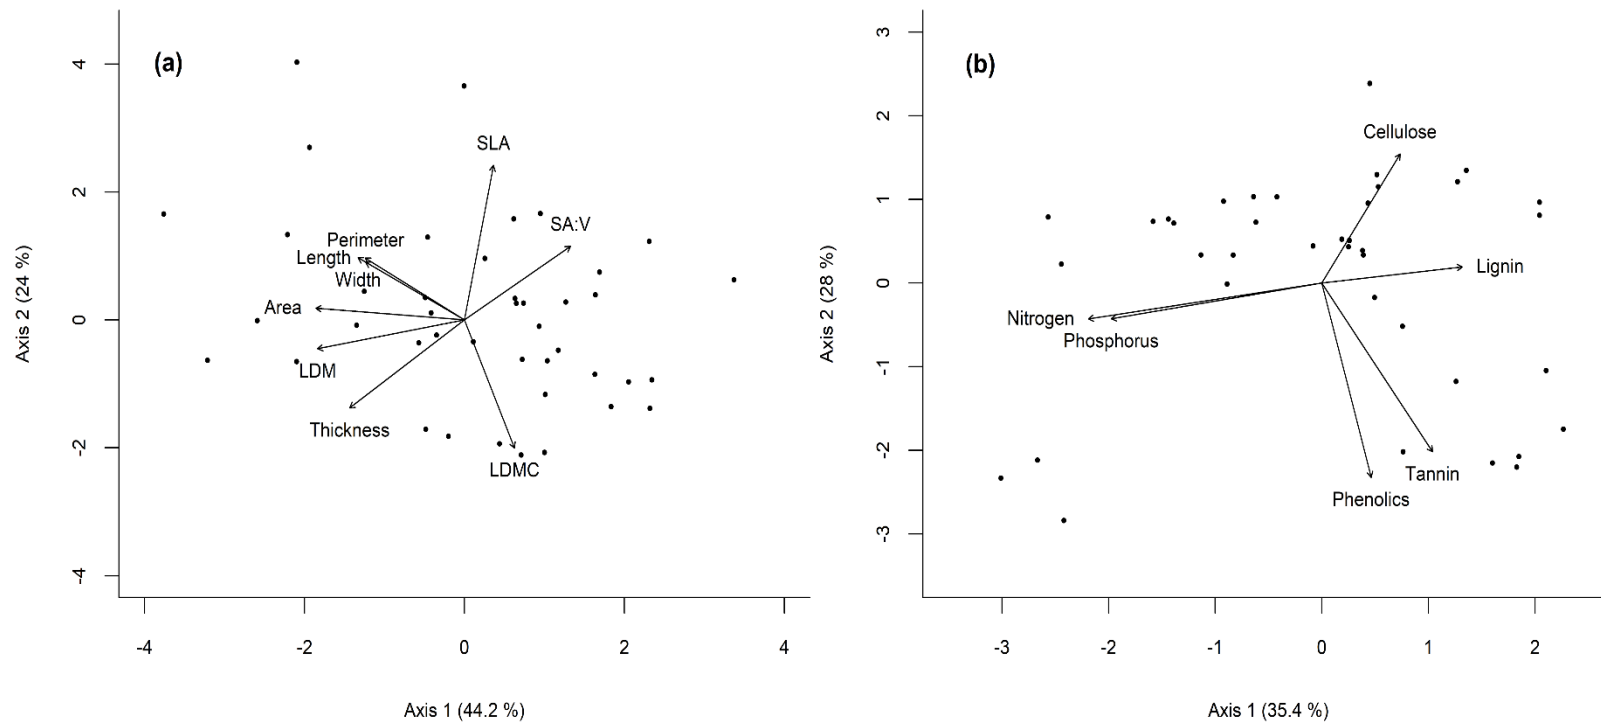 (a)
4
2
0
-2
-4
Axis 2 (24 %)
SLA
SA:V
Perimeter
Length
Width
Area
LDM
Thickness
LDMC
-4
-2
0
2
4
Axis 1 (44.2 %)
(b)
3
2
1
0
-1
-2
-3
Axis 2 (28 %)
Cellulose
Lignin
Nitrogen
Phosphorus
Tannin
Phenolics
-3
-2
-1
0
1
2
Axis 1 (35.4 %)